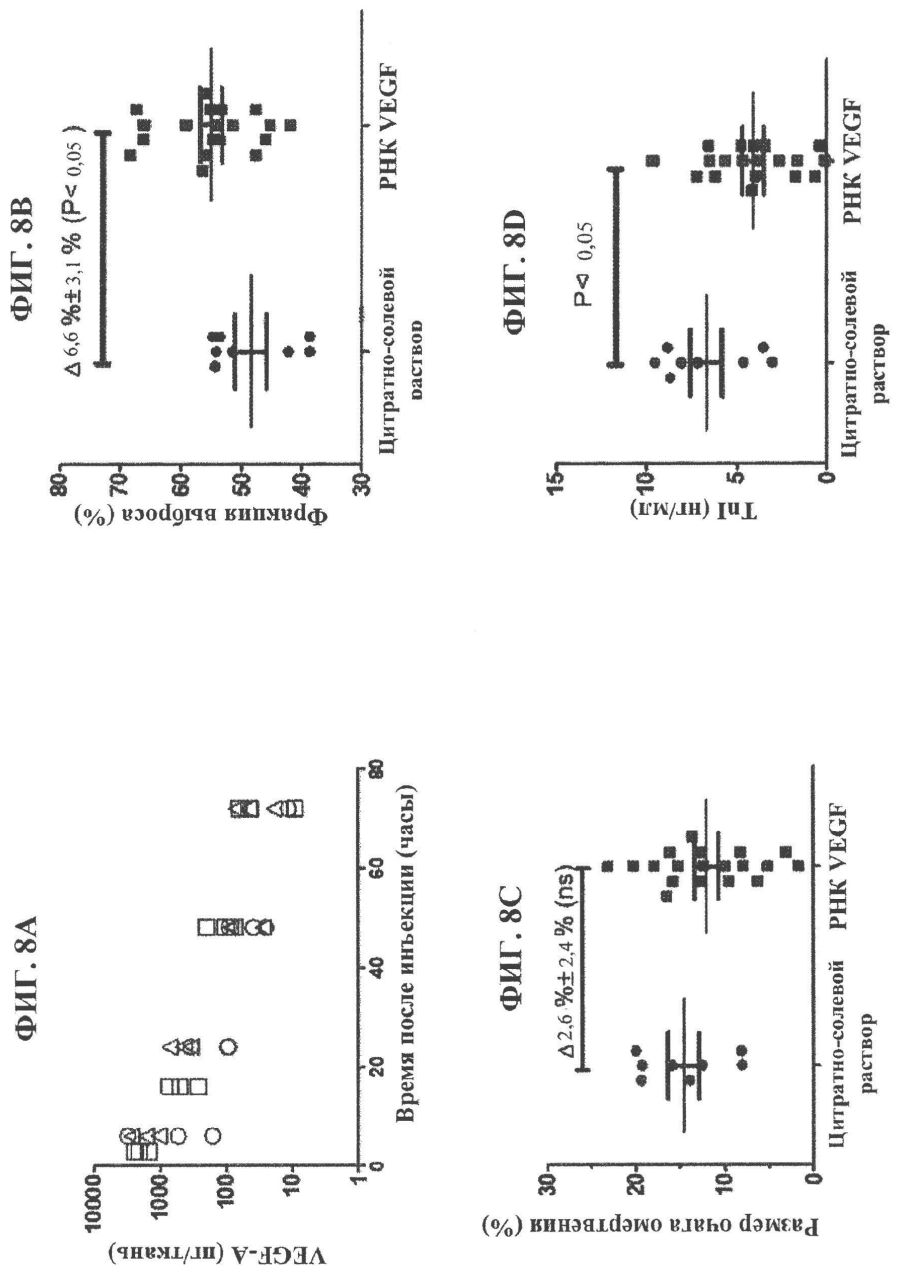 ФИГ. 8A
VEGF-A (пг/ткань)
10000
1000
100
10
1
0
20
40
60
80
Время после инъекции (часы)
ФИГ. 8B
Δ 6,6 %± 3,1 % (P< 0,05)
Фракция выброса (%)
80
70
60
50
40
30
Цитратно-солевой
раствор
РНК VEGF
ФИГ. 8C
Δ 2,6 %± 2,4 % (ns)
Размер очага омертвения (%)
30
20
10
0
Цитратно-солевой
раствор
РНК VEGF
ФИГ. 8D
P< 0,05
TnI (нг/мл)
15
10
5
0
Цитратно-солевой
раствор
РНК VEGF